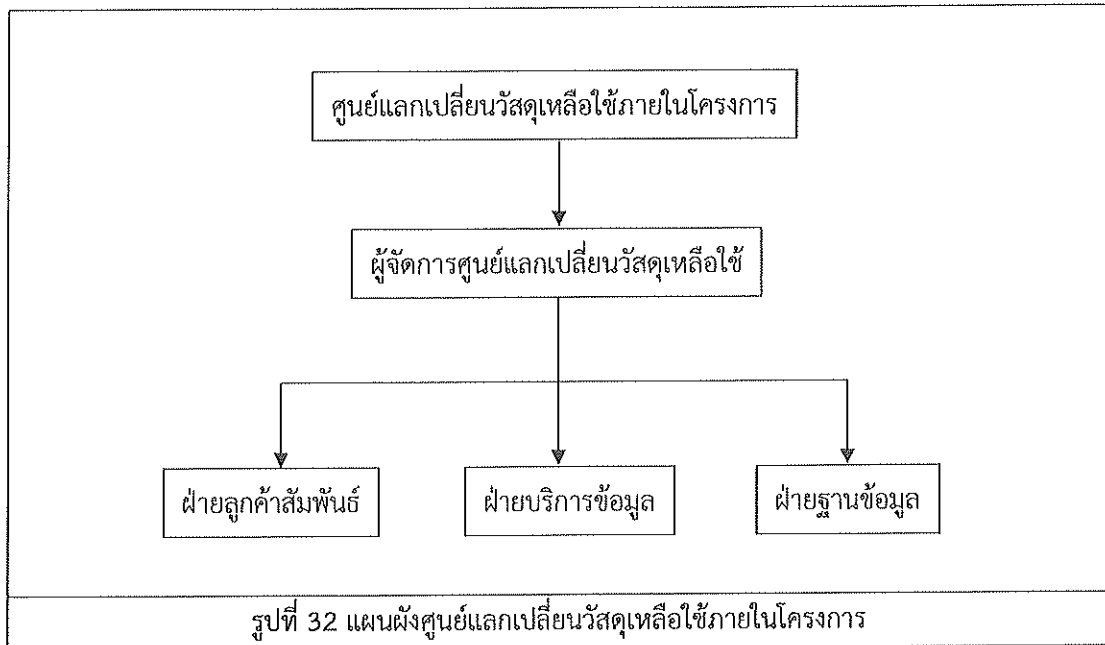 ศูนย์แลกเปลี่ยนวัสดุเหลือใช้ภายในโครงการ
ผู้จัดการศูนย์แลกเปลี่ยนวัสดุเหลือใช้
ฝ่ายลูกค้าสัมพันธ์
ฝ่ายบริการข้อมูล
ฝ่ายฐานข้อมูล
รูปที่ 32 แผนผังศูนย์แลกเปลี่ยนวัสดุเหลือใช้ภายในโครงการ